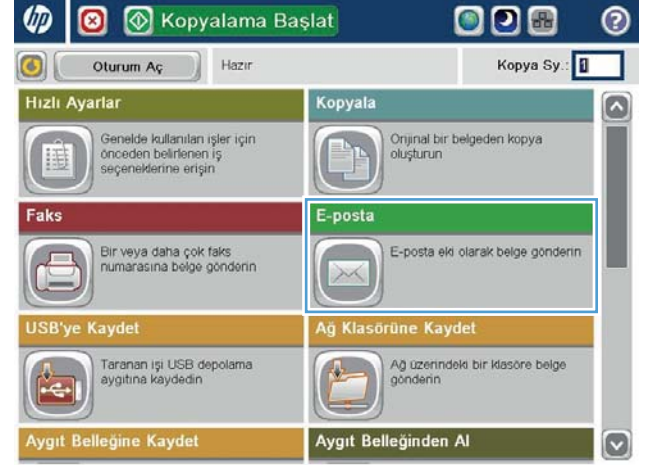 hp Kopyalama Başlat ?
Oturum Aç Hazır Kopya Sy.: 1
Hızlı Ayarlar
Genelde kullanılan işler için
önceden belirlenen iş
seçeneklerine erişin
Kopyala
Orijinal bir belgeden kopya
oluşturun
Faks
Bir veya daha çok faks
numarasına belge gönderin
E-posta
E-posta eki olarak belge gönderin
USB'ye Kaydet
Taranan işi USB depolama
aygıtına kaydedin
Ağ Klasörüne Kaydet
Ağ üzerindeki bir klasöre belge
gönderin
Aygıt Belleğine Kaydet
Aygıt Belleğinden Al